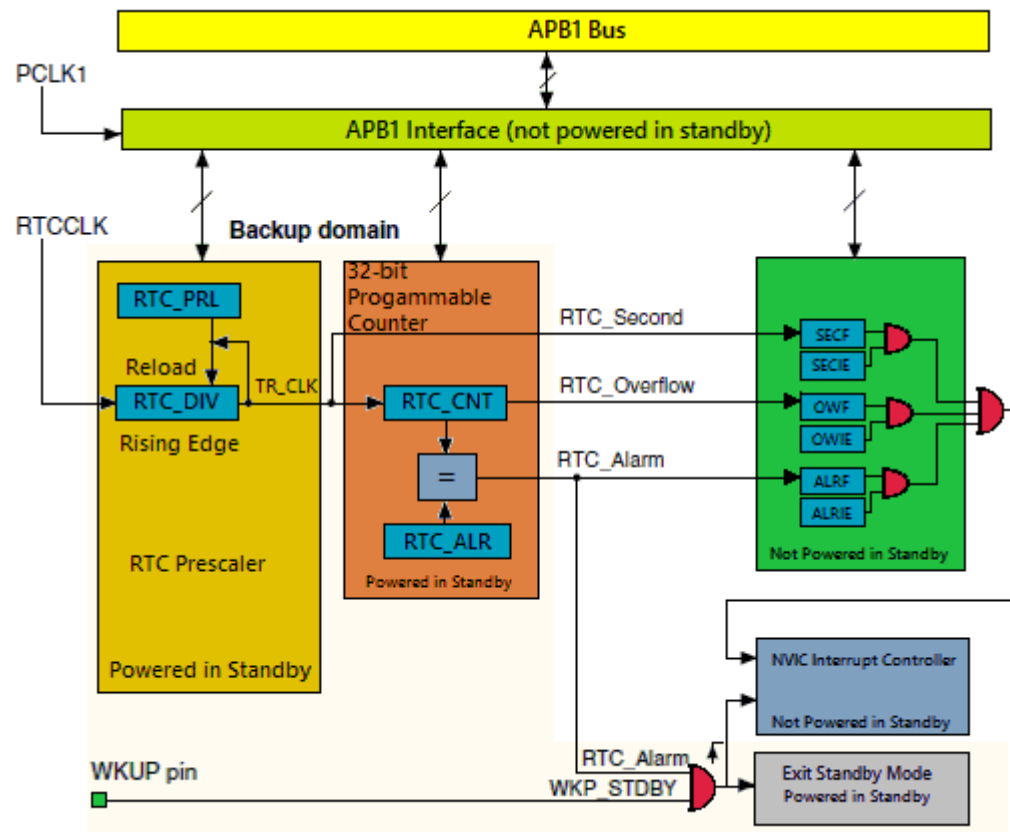 APB1 Bus
PCLK1
APB1 Interface (not powered in standby)
RTCCLK
Backup domain
RTC_PRL
Reload
TR_CLK
RTC_DIV
Rising Edge
RTC Prescaler
Powered in Standby
32-bit
Progammable
Counter
RTC_CNT
=
RTC_ALR
Powered in Standby
RTC_Second
RTC_Overflow
RTC_Alarm
SECF
SECIE
OWF
OWIE
ALRF
ALRIE
Not Powered in Standby
NVIC Interrupt Controller
Not Powered in Standby
WKUP pin
RTC_Alarm
WKP_STDBY
Exit Standby Mode
Powered in Standby